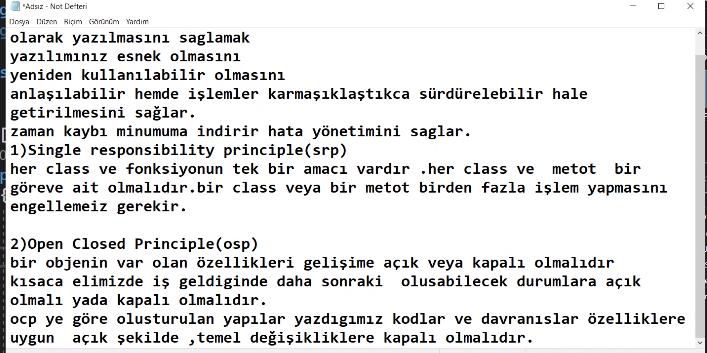 *Adsız - Not Defteri
Dosya Düzen Biçim Görünüm Yardım
olarak yazılmasını saglamak
yazılımınız esnek olmasını
yeniden kullanılabilir olmasını
anlaşılabilir hemde işlemler karmaşıklaştıkca sürdürelebilir hale
getirilmesini sağlar.
zaman kaybı minumuma indirir hata yönetimini saglar.
1)Single responsibility principle(srp)
her class ve fonksiyonun tek bir amacı vardır .her class ve metot bir
göreve ait olmalıdır.bir class veya bir metot birden fazla işlem yapmasını
engellemeiz gerekir.
2)Open Closed Principle(osp)
bir objenin var olan özellikleri gelişime açık veya kapalı olmalıdır
kısaca elimizde iş geldiginde daha sonraki olusabilecek durumlara açık
olmalı yada kapalı olmalıdır.
ocp ye göre olusturulan yapılar yazdıgımız kodlar ve davranıslar özelliklere
uygun açık şekilde ,temel değişikliklere kapalı olmalıdır.